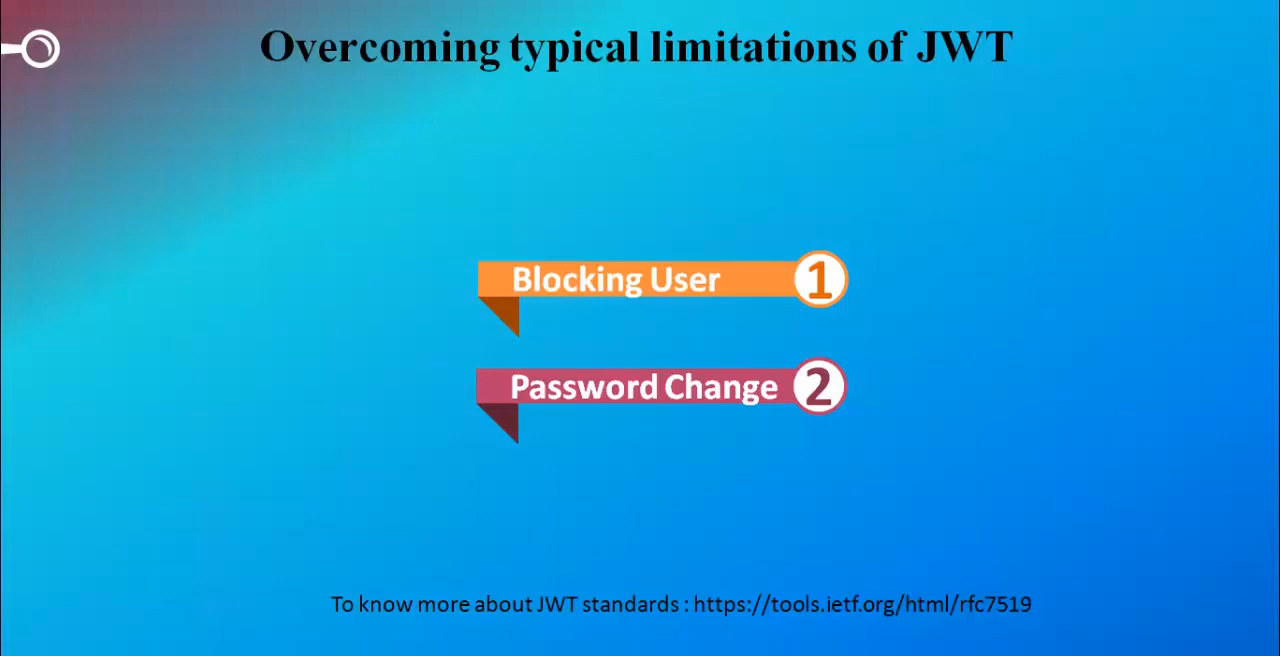 Overcoming typical limitations of JWT
Blocking User 1
Password Change 2
To know more about JWT standards : https://tools.ietf.org/html/rfc7519